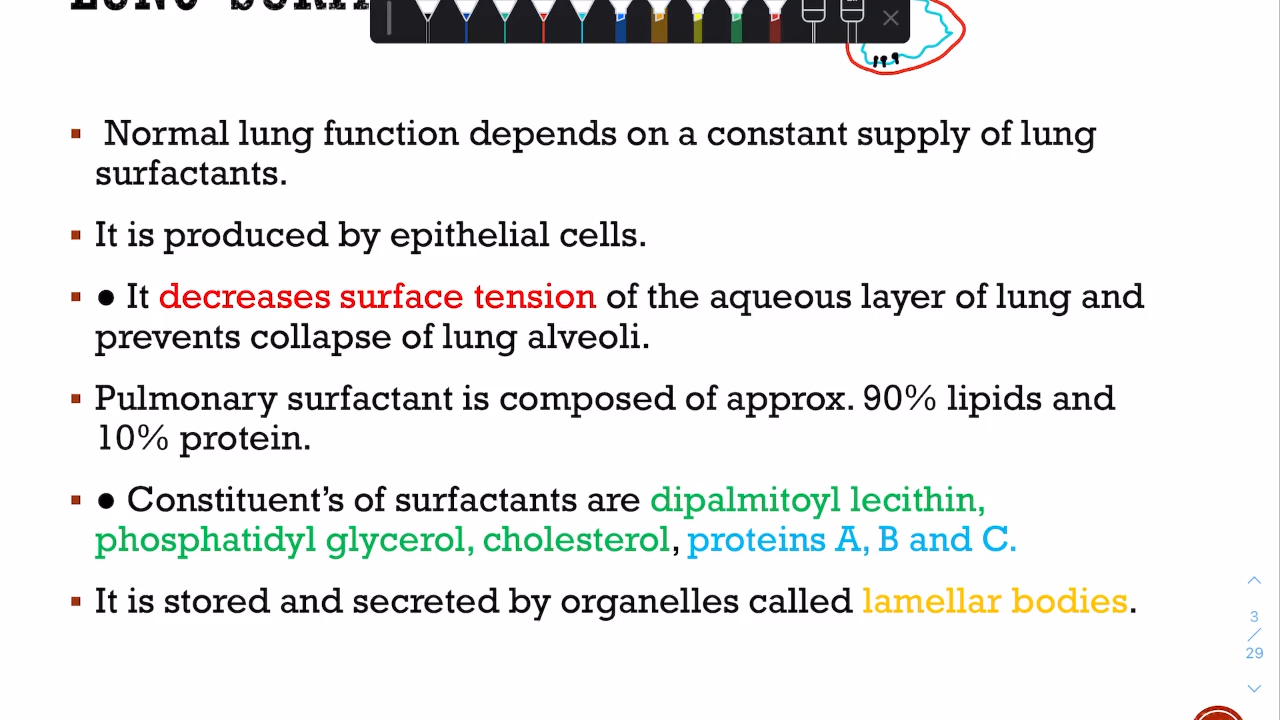 Normal lung function depends on a constant supply of lung
surfactants.
It is produced by epithelial cells.
● It decreases surface tension of the aqueous layer of lung and
prevents collapse of lung alveoli.
Pulmonary surfactant is composed of approx. 90% lipids and
10% protein.
● Constituent’s of surfactants are dipalmitoyl lecithin,
phosphatidyl glycerol, cholesterol, proteins A, B and C.
It is stored and secreted by organelles called lamellar bodies.
3
/
29